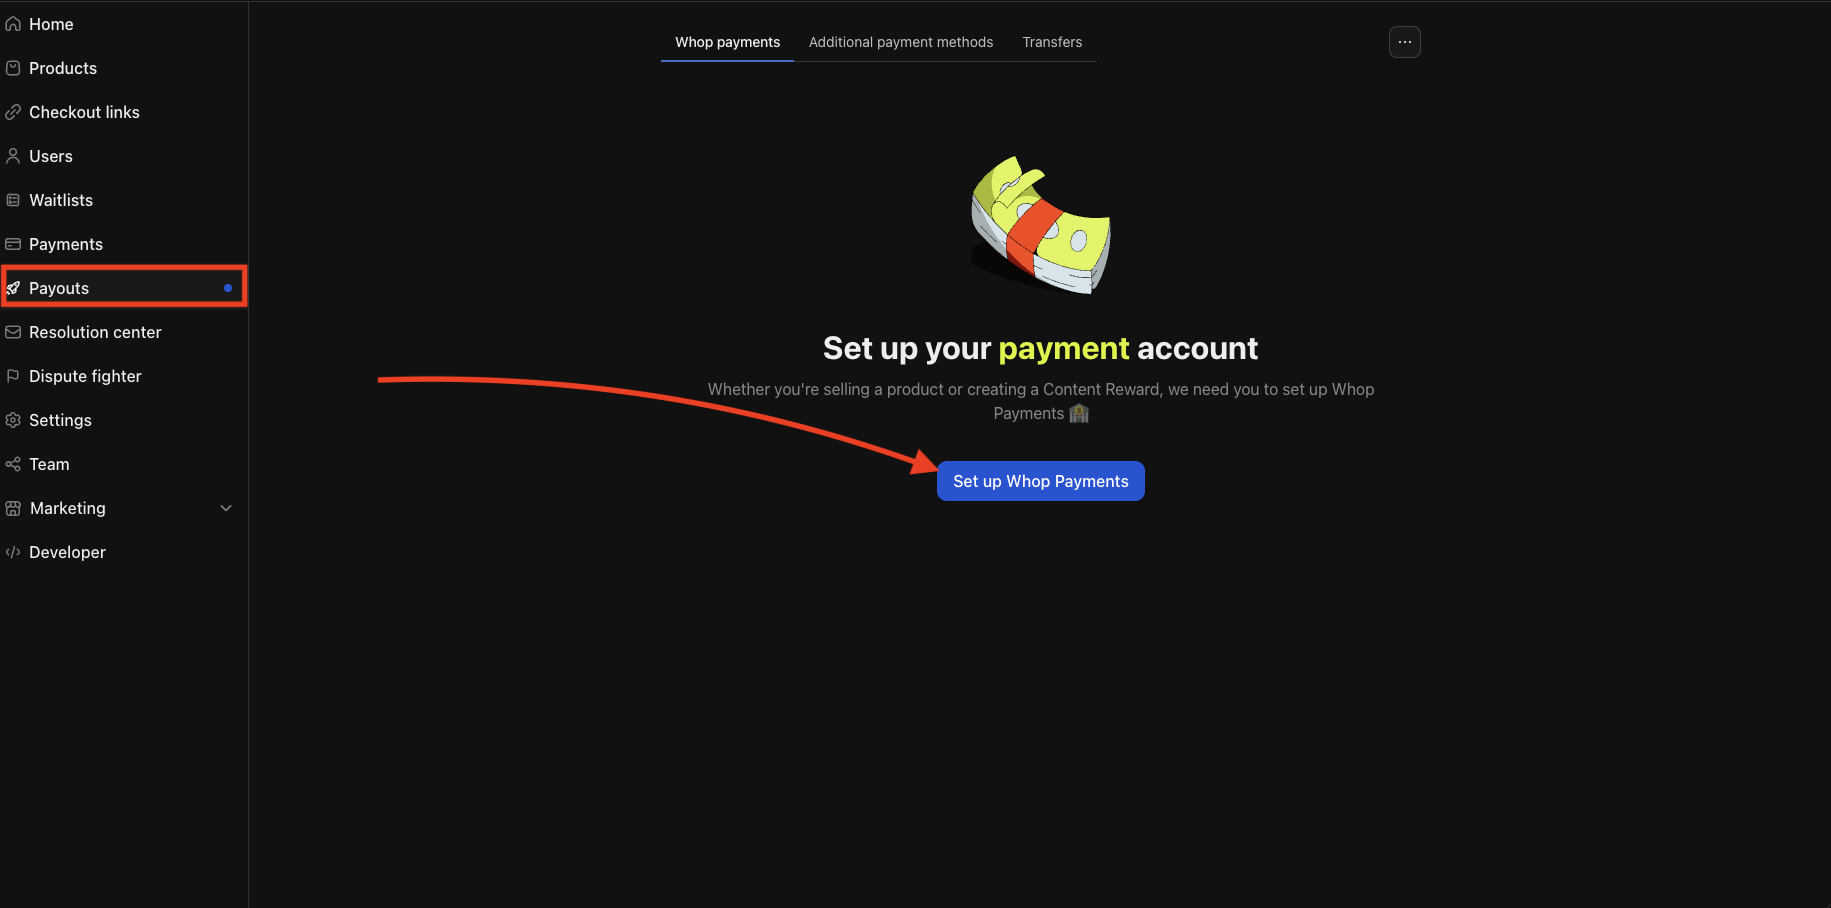 Home
Products
Checkout links
Users
Waitlists
Payments
Payouts
Resolution center
Dispute fighter
Settings
Team
Marketing
Developer
Whop payments
Additional payment methods
Transfers
Set up your payment account
Whether you're selling a product or creating a Content Reward, we need you to set up Whop
Payments
Set up Whop Payments